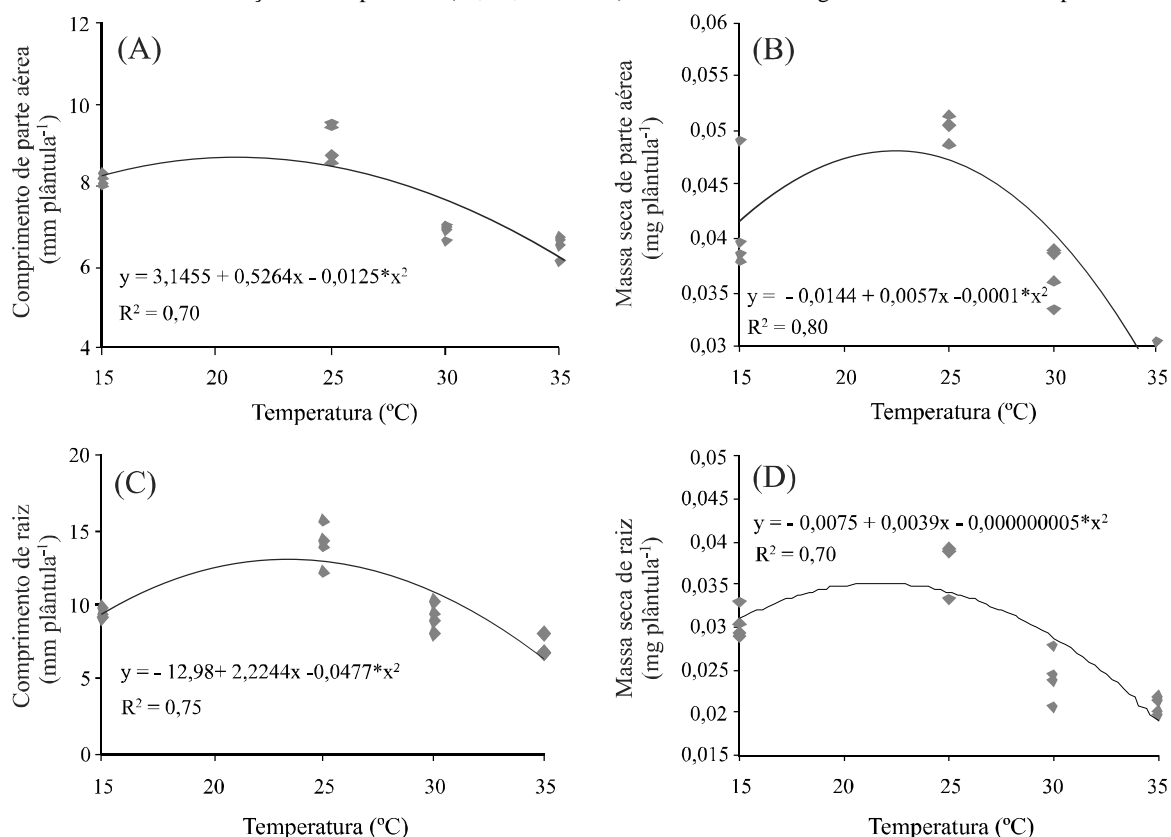 (A)
Comprimento de parte aérea
(mm plântula⁻¹)
12
10
8
6
4
y = 3,1455 + 0,5264x - 0,0125*x²
R² = 0,70
15 20 25 30 35
Temperatura (ºC)
(B)
Massa seca de parte aérea
(mg plântula⁻¹)
0,06
0,055
0,05
0,045
0,04
0,035
0,03
y = - 0,0144 + 0,0057x -0,0001*x²
R² = 0,80
15 20 25 30 35
Temperatura (ºC)
(C)
Comprimento de raiz
(mm plântula⁻¹)
20
15
10
5
0
y = - 12,98+ 2,2244x -0,0477*x²
R² = 0,75
15 20 25 30 35
Temperatura (ºC)
(D)
Massa seca de raiz
(mg plântula⁻¹)
0,05
0,045
0,04
0,035
0,03
0,025
0,02
0,015
y = - 0,0075 + 0,0039x - 0,000000005*x²
R² = 0,70
15 20 25 30 35
Temperatura (ºC)